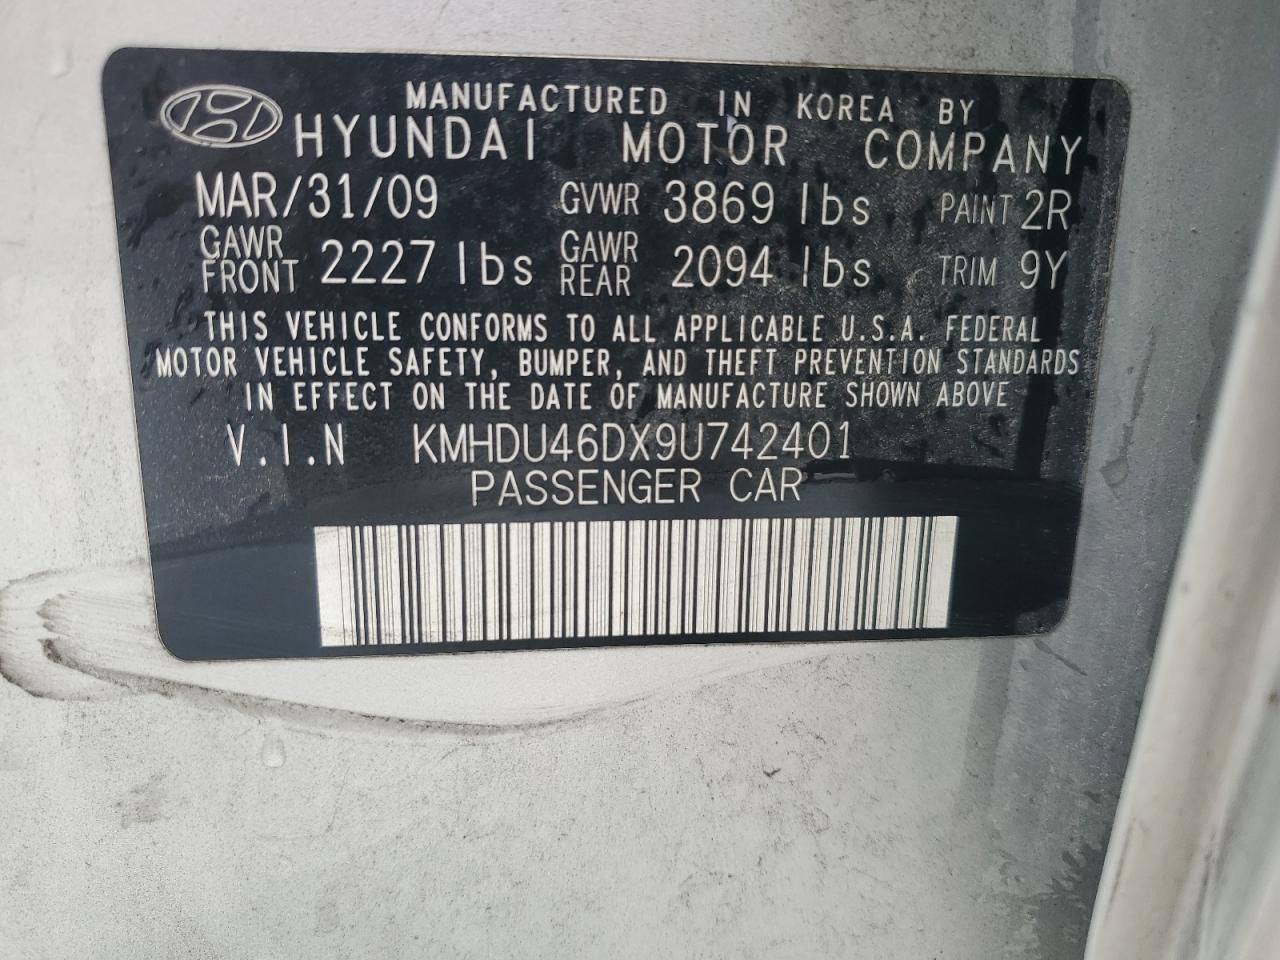 MANUFACTURED IN KOREA BY
HYUNDAI MOTOR COMPANY
MAR/31/09 GVWR 3869 lbs PAINT 2R
GAWR FRONT 2227 lbs GAWR REAR 2094 lbs TRIM 9Y
THIS VEHICLE CONFORMS TO ALL APPLICABLE U.S.A. FEDERAL
MOTOR VEHICLE SAFETY, BUMPER, AND THEFT PREVENTION STANDARDS
IN EFFECT ON THE DATE OF MANUFACTURE SHOWN ABOVE
V.I.N KMHDU46DX9U742401
PASSENGER CAR